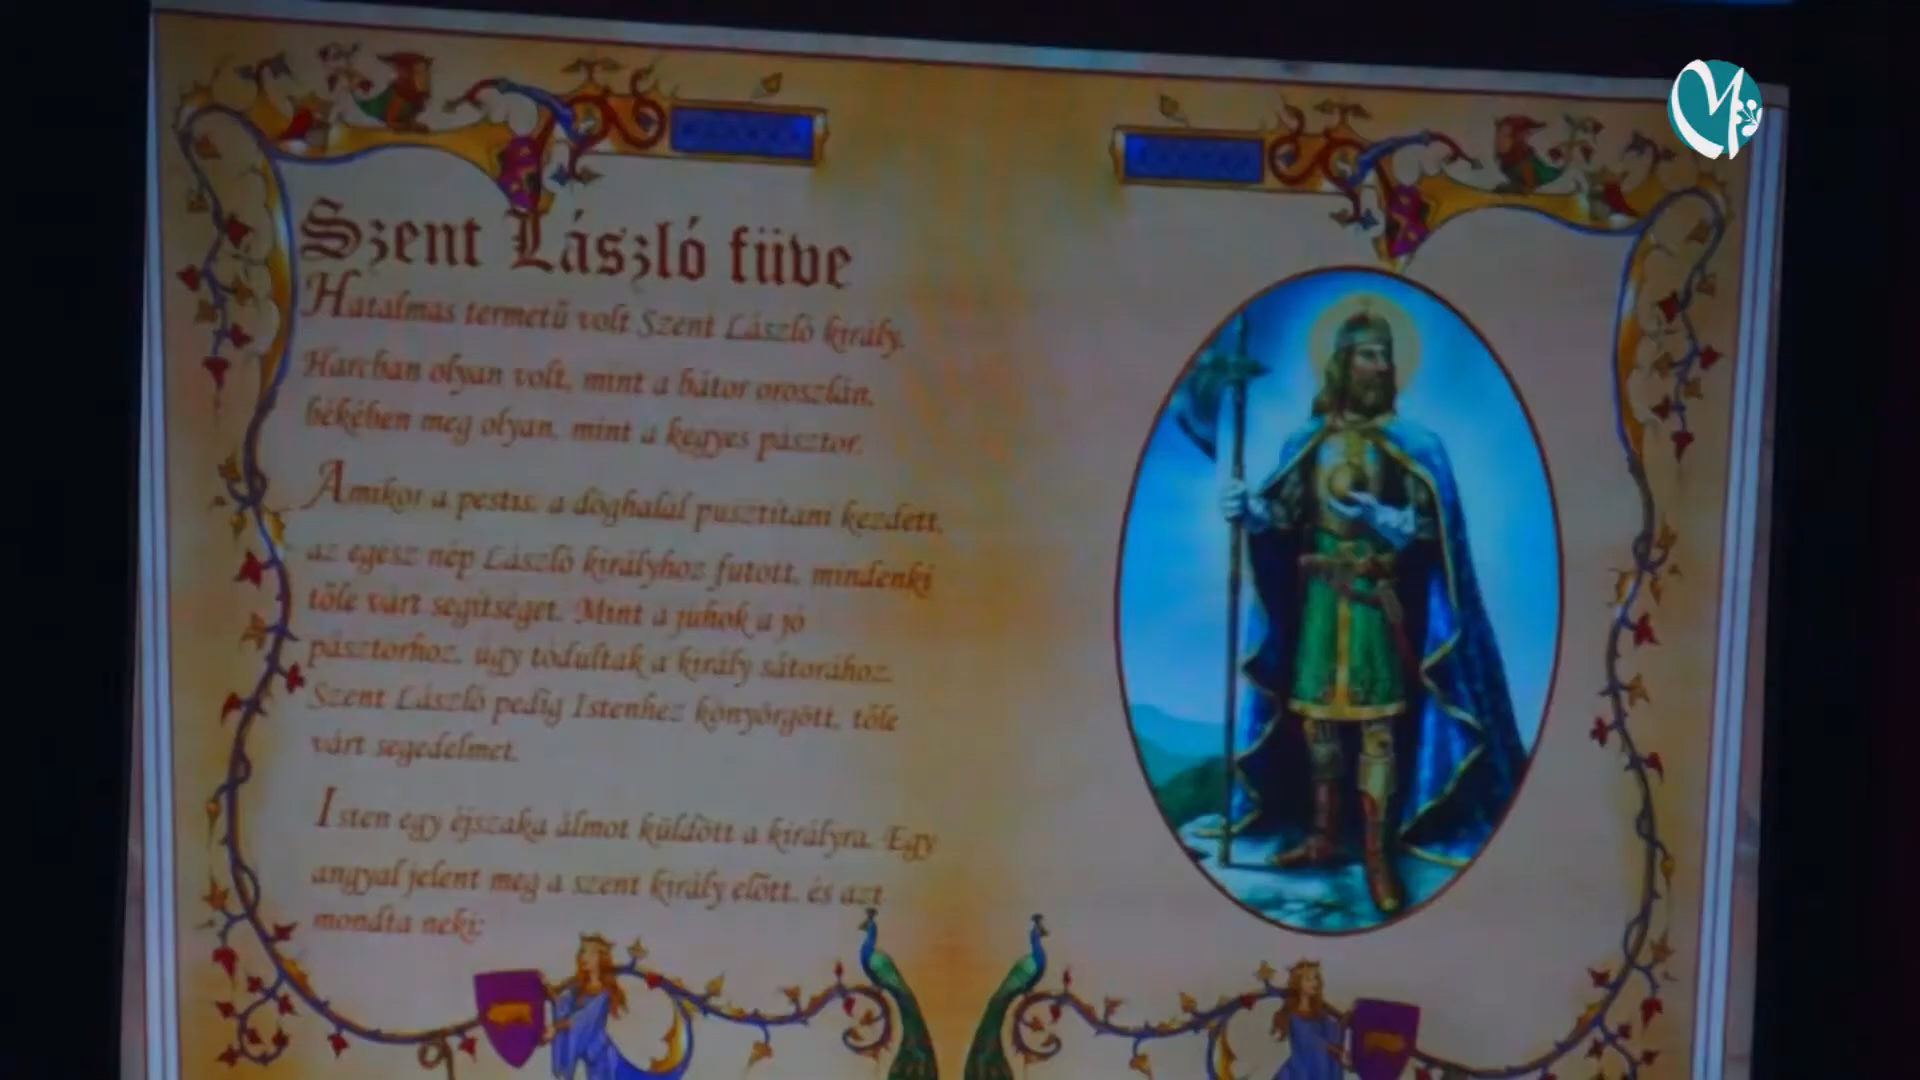 Szent László füve
Hatalmas termetű volt Szent László király.
Harcban olyan volt, mint a bátor oroszlán,
békében meg olyan, mint a kegyes pásztor.
Amikor a pestis, a döghalál pusztítani kezdett,
az egész nép László királyhoz futott, mindenki
tőle várt segítséget. Mint a juhok a jó
pásztorhoz, úgy tódultak a király sátorához.
Szent László pedig Istenhez könyörgött, tőle
várt segedelmet.
Isten egy éjszaka álmot küldött a királyra. Egy
angyal jelent meg a szent király előtt, és azt
mondta neki: